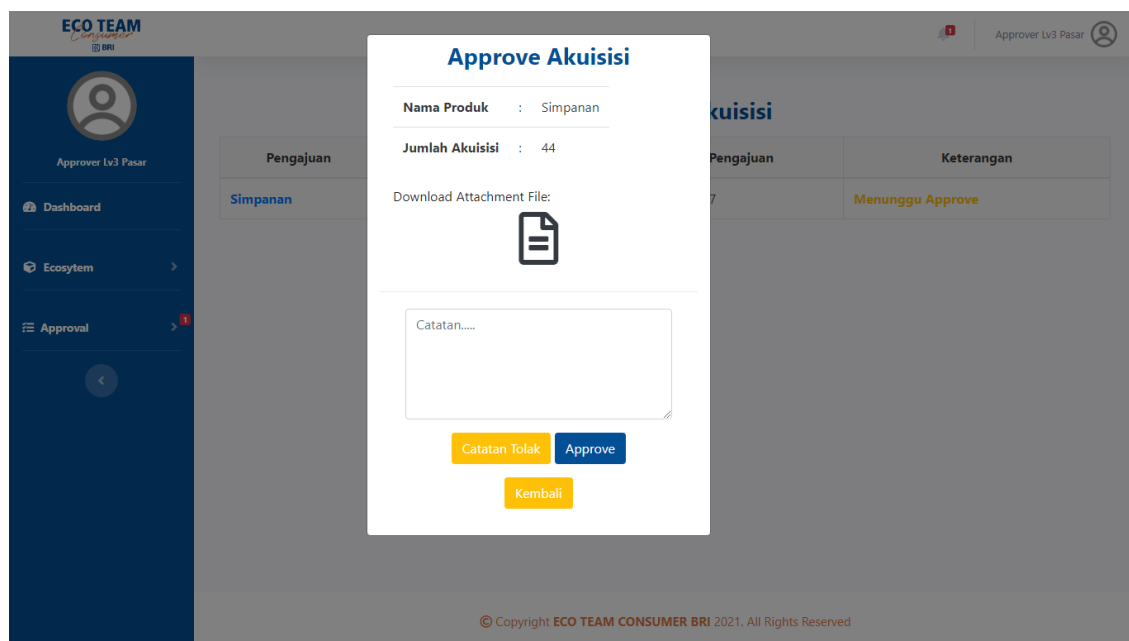 ECO TEAM
Consumer
BRI
1
Approver Lv3 Pasar
Approver Lv3 Pasar
Dashboard
Ecosytem
Approval
1
Approve Akuisisi
Nama Produk : Simpanan
Jumlah Akuisisi : 44
Download Attachment File:
Catatan.....
Catatan Tolak
Approve
Kembali
kuisisi
Pengajuan
Pengajuan
Keterangan
Simpanan
7
Menunggu Approve
© Copyright ECO TEAM CONSUMER BRI 2021. All Rights Reserved